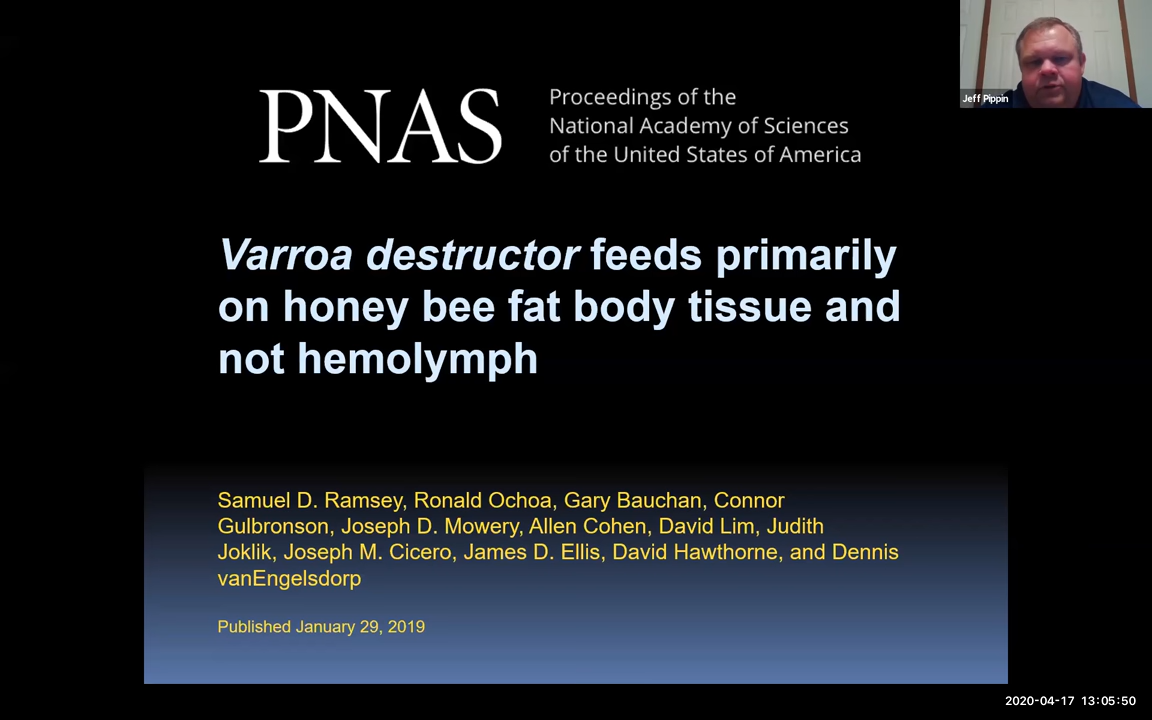 Jeff Pippin
PNAS
Proceedings of the
National Academy of Sciences
of the United States of America
Varroa destructor feeds primarily
on honey bee fat body tissue and
not hemolymph
Samuel D. Ramsey, Ronald Ochoa, Gary Bauchan, Connor
Gulbronson, Joseph D. Mowery, Allen Cohen, David Lim, Judith
Joklik, Joseph M. Cicero, James D. Ellis, David Hawthorne, and Dennis
vanEngelsdorp
Published January 29, 2019
2020-04-17 13:05:50